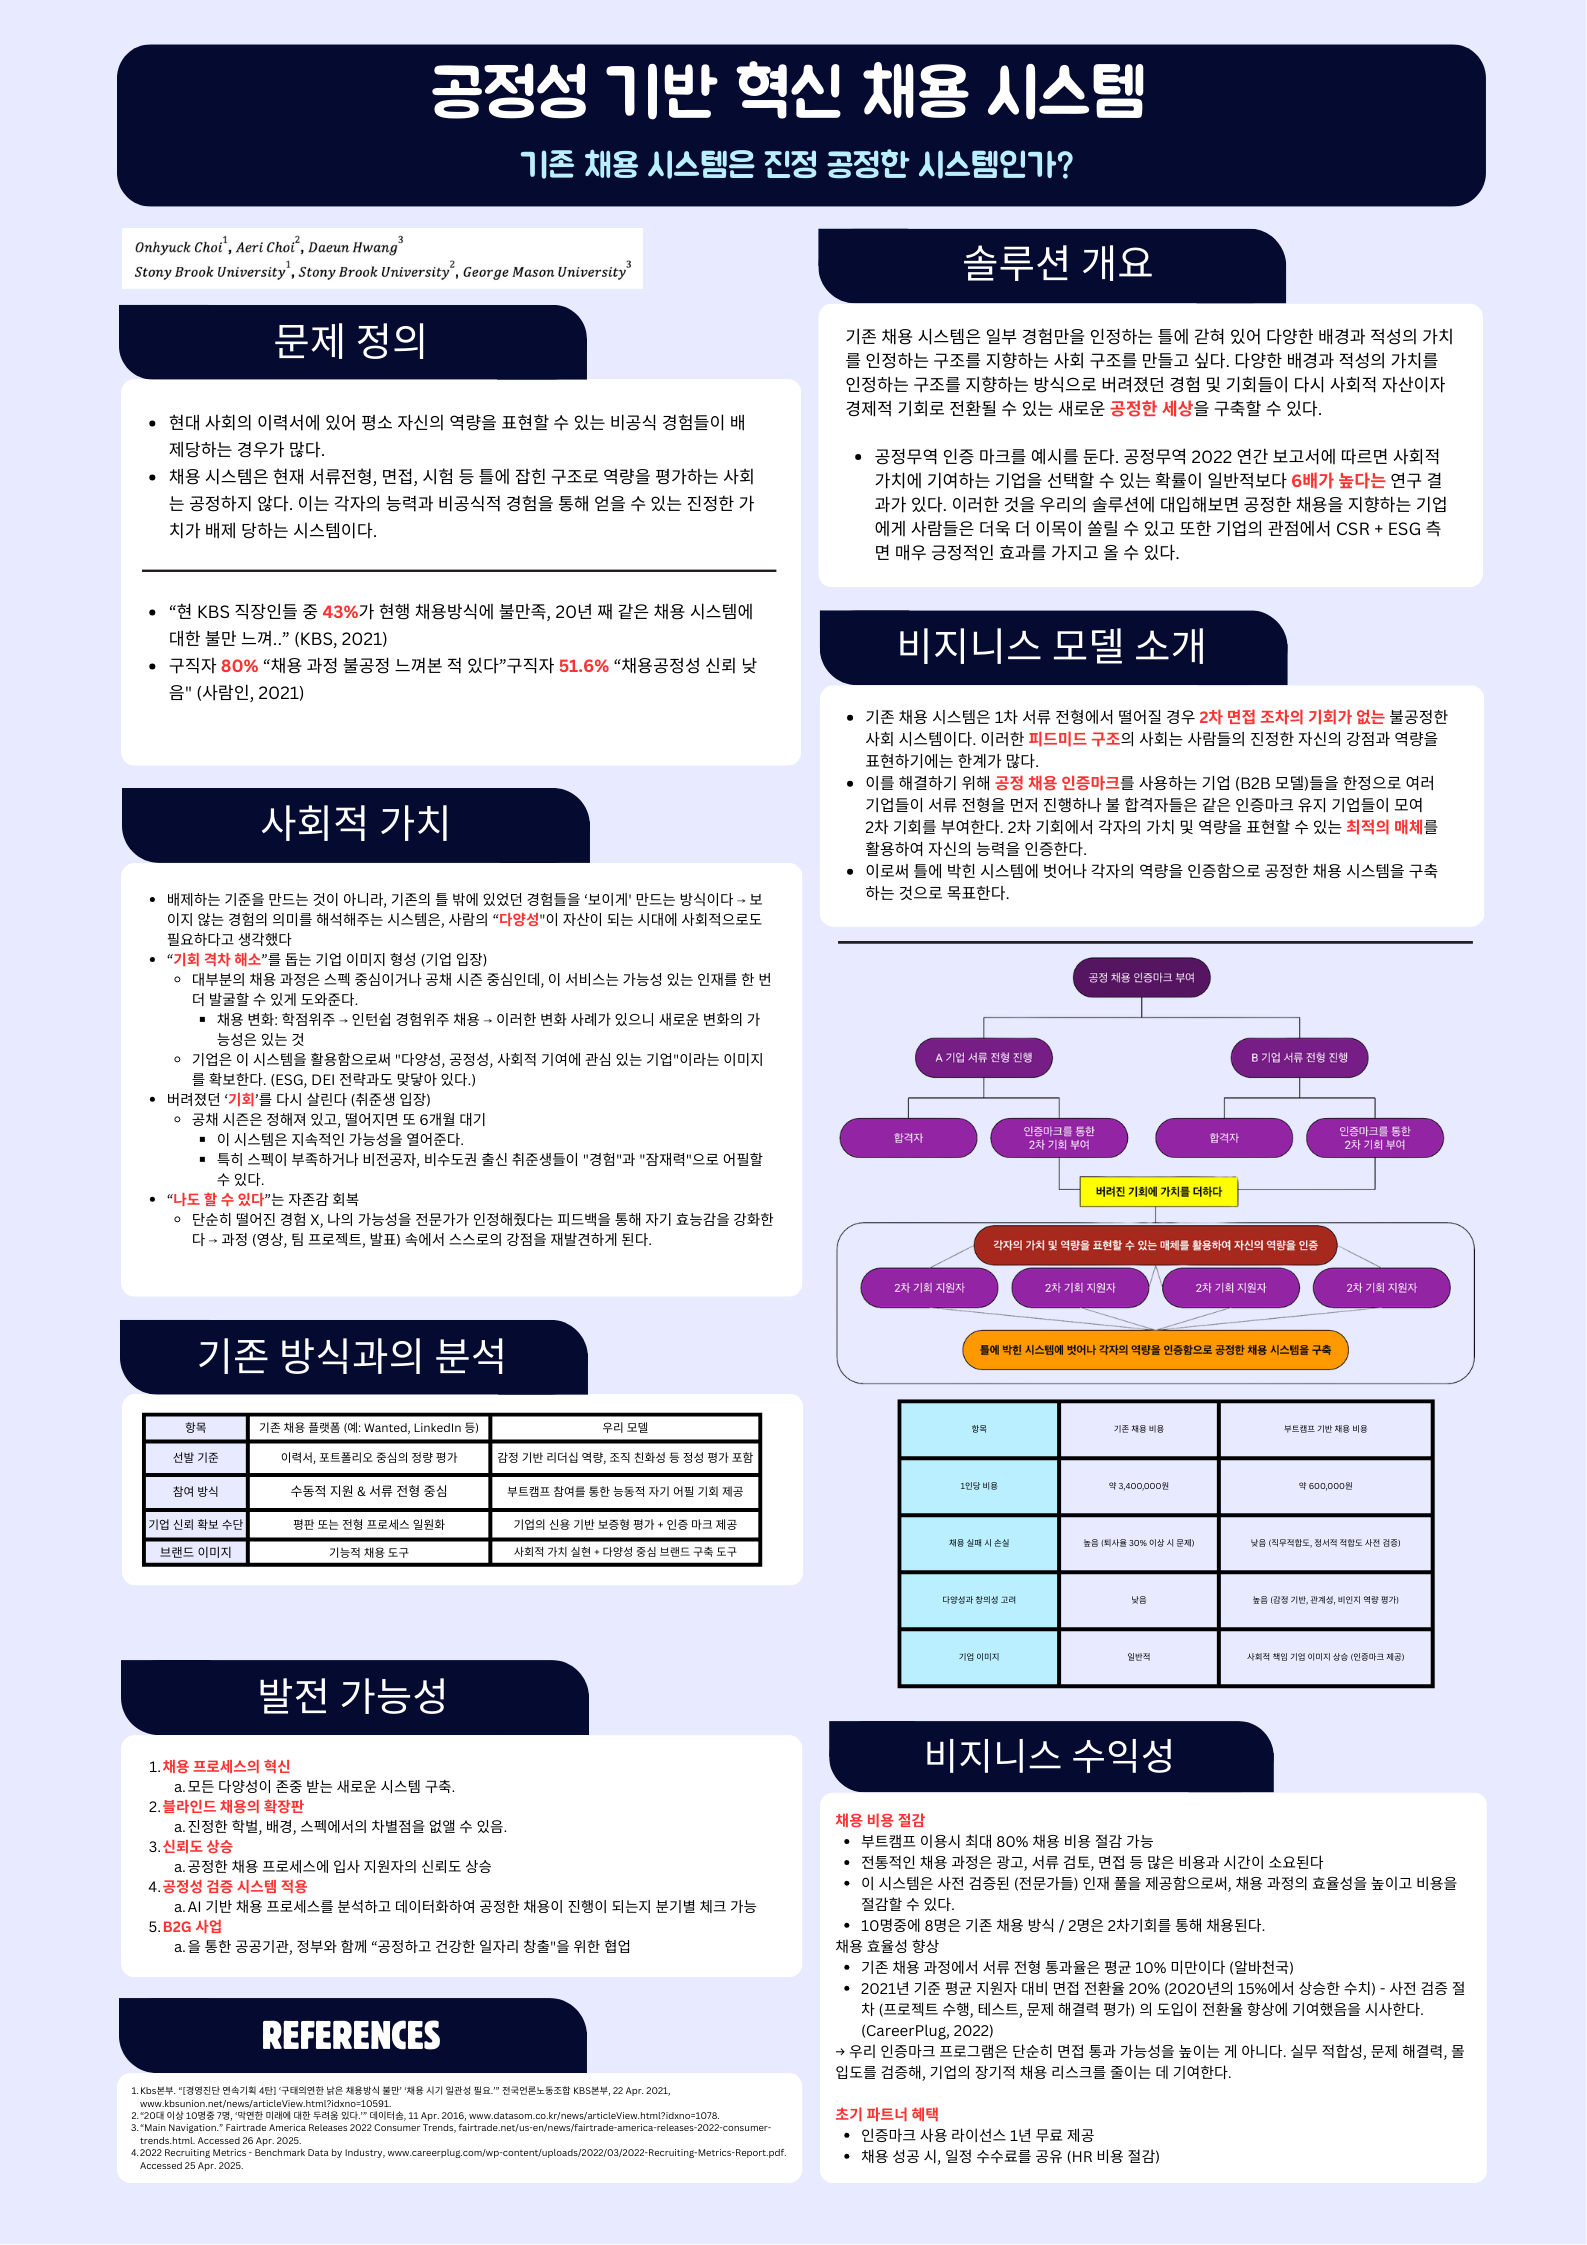 공정성 기반 혁신 채용 시스템
기존 채용 시스템은 진정 공정한 시스템인가?
Onhyuck Choi1, Aeri Choi2, Daeun Hwang3
Stony Brook University1, Stony Brook University2, George Mason University3
문제 정의
• 현대 사회의 이력서에 있어 평소 자신의 역량을 표현할 수 있는 비공식 경험들이 배
제당하는 경우가 많다.
• 채용 시스템은 현재 서류전형, 면접, 시험 등 틀에 잡힌 구조로 역량을 평가하는 사회
는 공정하지 않다. 이는 각자의 능력과 비공식적 경험을 통해 얻을 수 있는 진정한 가
치가 배제 당하는 시스템이다.
• “현 KBS 직장인들 중 43%가 현행 채용방식에 불만족, 20년 째 같은 채용 시스템에
대한 불만 느껴..” (KBS, 2021)
• 구직자 80% “채용 과정 불공정 느껴본 적 있다”구직자 51.6% “채용공정성 신뢰 낮
음" (사람인, 2021)
사회적 가치
• 배제하는 기준을 만드는 것이 아니라, 기존의 틀 밖에 있었던 경험들을 ‘보이게' 만드는 방식이다→보
이지 않는 경험의 의미를 해석해주는 시스템은, 사람의 “다양성"이 자산이 되는 시대에 사회적으로도
필요하다고 생각했다
• “기회 격차 해소”를 돕는 기업 이미지 형성 (기업 입장)
◦ 대부분의 채용 과정은 스펙 중심이거나 공채 시즌 중심인데, 이 서비스는 가능성 있는 인재를 한 번
더 발굴할 수 있게 도와준다.
▪ 채용 변화: 학점위주→인턴쉽 경험위주 채용→이러한 변화 사례가 있으니 새로운 변화의 가
능성은 있는 것
◦ 기업은 이 시스템을 활용함으로써 "다양성, 공정성, 사회적 기여에 관심 있는 기업"이라는 이미지
를 확보한다. (ESG, DEI 전략과도 맞닿아 있다.)
• 버려졌던 ‘기회’를 다시 살린다 (취준생 입장)
◦ 공채 시즌은 정해져 있고, 떨어지면 또 6개월 대기
▪ 이 시스템은 지속적인 가능성을 열어준다.
▪ 특히 스펙이 부족하거나 비전공자, 비수도권 출신 취준생들이 "경험"과 "잠재력"으로 어필할
수 있다.
• “나도 할 수 있다”는 자존감 회복
◦ 단순히 떨어진 경험 X, 나의 가능성을 전문가가 인정해줬다는 피드백을 통해 자기 효능감을 강화한
다→과정 (영상, 팀 프로젝트, 발표) 속에서 스스로의 강점을 재발견하게 된다.
기존 방식과의 분석
항목 기존 채용 플랫폼 (예: Wanted, LinkedIn 등) 우리 모델
선발 기준 이력서, 포트폴리오 중심의 정량 평가 감정 기반 리더십 역량, 조직 친화성 등 정성 평가 포함
참여 방식 수동적 지원 & 서류 전형 중심 부트캠프 참여를 통한 능동적 자기 어필 기회 제공
기업 신뢰 확보 수단 평판 또는 전형 프로세스 일원화 기업의 신용 기반 보증형 평가 + 인증 마크 제공
브랜드 이미지 기능적 채용 도구 사회적 가치 실현 + 다양성 중심 브랜드 구축 도구
발전 가능성
1. 채용 프로세스의 혁신
a. 모든 다양성이 존중 받는 새로운 시스템 구축.
2. 블라인드 채용의 확장판
a. 진정한 학벌, 배경, 스펙에서의 차별점을 없앨 수 있음.
3. 신뢰도 상승
a. 공정한 채용 프로세스에 입사 지원자의 신뢰도 상승
4. 공정성 검증 시스템 적용
a. AI 기반 채용 프로세스를 분석하고 데이터화하여 공정한 채용이 진행이 되는지 분기별 체크 가능
5. B2G 사업
a. 을 통한 공공기관, 정부와 함께 “공정하고 건강한 일자리 창출"을 위한 협업
REFERENCES
1. Kbs본부. “[경영진단 연속기획 4탄] ‘구태의연한 낡은 채용방식 불만’ ‘채용 시기 일관성 필요.’” 전국언론노동조합 KBS본부, 22 Apr. 2021,
www.kbsunion.net/news/articleView.html?idxno=10591.
2. “20대 이상 10명중 7명, ‘막연한 미래에 대한 두려움 있다.’” 데이터솜, 11 Apr. 2016, www.datasom.co.kr/news/articleView.html?idxno=1078.
3. “Main Navigation.” Fairtrade America Releases 2022 Consumer Trends, fairtrade.net/us-en/news/fairtrade-america-releases-2022-consumer-
trends.html. Accessed 26 Apr. 2025.
4. 2022 Recruiting Metrics - Benchmark Data by Industry, www.careerplug.com/wp-content/uploads/2022/03/2022-Recruiting-Metrics-Report.pdf.
Accessed 25 Apr. 2025.
솔루션 개요
기존 채용 시스템은 일부 경험만을 인정하는 틀에 갇혀 있어 다양한 배경과 적성의 가치
를 인정하는 구조를 지향하는 사회 구조를 만들고 싶다. 다양한 배경과 적성의 가치를
인정하는 구조를 지향하는 방식으로 버려졌던 경험 및 기회들이 다시 사회적 자산이자
경제적 기회로 전환될 수 있는 새로운 공정한 세상을 구축할 수 있다.
• 공정무역 인증 마크를 예시를 둔다. 공정무역 2022 연간 보고서에 따르면 사회적
가치에 기여하는 기업을 선택할 수 있는 확률이 일반적보다 6배가 높다는 연구 결
과가 있다. 이러한 것을 우리의 솔루션에 대입해보면 공정한 채용을 지향하는 기업
에게 사람들은 더욱 더 이목이 쏠릴 수 있고 또한 기업의 관점에서 CSR + ESG 측
면 매우 긍정적인 효과를 가지고 올 수 있다.
비지니스 모델 소개
• 기존 채용 시스템은 1차 서류 전형에서 떨어질 경우 2차 면접 조차의 기회가 없는 불공정한
사회 시스템이다. 이러한 피드미드 구조의 사회는 사람들의 진정한 자신의 강점과 역량을
표현하기에는 한계가 많다.
• 이를 해결하기 위해 공정 채용 인증마크를 사용하는 기업 (B2B 모델)들을 한정으로 여러
기업들이 서류 전형을 먼저 진행하나 불 합격자들은 같은 인증마크 유지 기업들이 모여
2차 기회를 부여한다. 2차 기회에서 각자의 가치 및 역량을 표현할 수 있는 최적의 매체를
활용하여 자신의 능력을 인증한다.
• 이로써 틀에 박힌 시스템에 벗어나 각자의 역량을 인증함으로 공정한 채용 시스템을 구축
하는 것으로 목표한다.
공정 채용 인증마크 부여
A 기업 서류 전형 진행 B 기업 서류 전형 진행
합격자 인증마크를 통한
2차 기회 부여 합격자 인증마크를 통한
2차 기회 부여
버려진 기회에 가치를 더하다
각자의 가치 및 역량을 표현할 수 있는 매체를 활용하여 자신의 역량을 인증
2차 기회 지원자 2차 기회 지원자 2차 기회 지원자 2차 기회 지원자
틀에 박힌 시스템에 벗어나 각자의 역량을 인증함으로 공정한 채용 시스템을 구축
항목 기존 채용 비용 부트캠프 기반 채용 비용
1인당 비용 약 3,400,000원 약 600,000원
채용 실패 시 손실 높음 (퇴사율 30% 이상 시 문제) 낮음 (직무적합도, 정서적 적합도 사전 검증)
다양성과 창의성 고려 낮음 높음 (감정 기반, 관계성, 비인지 역량 평가)
기업 이미지 일반적 사회적 책임 기업 이미지 상승 (인증마크 제공)
비지니스 수익성
채용 비용 절감
• 부트캠프 이용시 최대 80% 채용 비용 절감 가능
• 전통적인 채용 과정은 광고, 서류 검토, 면접 등 많은 비용과 시간이 소요된다
• 이 시스템은 사전 검증된 (전문가들) 인재 풀을 제공함으로써, 채용 과정의 효율성을 높이고 비용을
절감할 수 있다.
• 10명중에 8명은 기존 채용 방식 / 2명은 2차기회를 통해 채용된다.
채용 효율성 향상
• 기존 채용 과정에서 서류 전형 통과율은 평균 10% 미만이다 (알바천국)
• 2021년 기준 평균 지원자 대비 면접 전환율 20% (2020년의 15%에서 상승한 수치) - 사전 검증 절
차 (프로젝트 수행, 테스트, 문제 해결력 평가) 의 도입이 전환율 향상에 기여했음을 시사한다.
(CareerPlug, 2022)
→ 우리 인증마크 프로그램은 단순히 면접 통과 가능성을 높이는 게 아니다. 실무 적합성, 문제 해결력, 몰
입도를 검증해, 기업의 장기적 채용 리스크를 줄이는 데 기여한다.
초기 파트너 혜택
• 인증마크 사용 라이선스 1년 무료 제공
• 채용 성공 시, 일정 수수료를 공유 (HR 비용 절감)